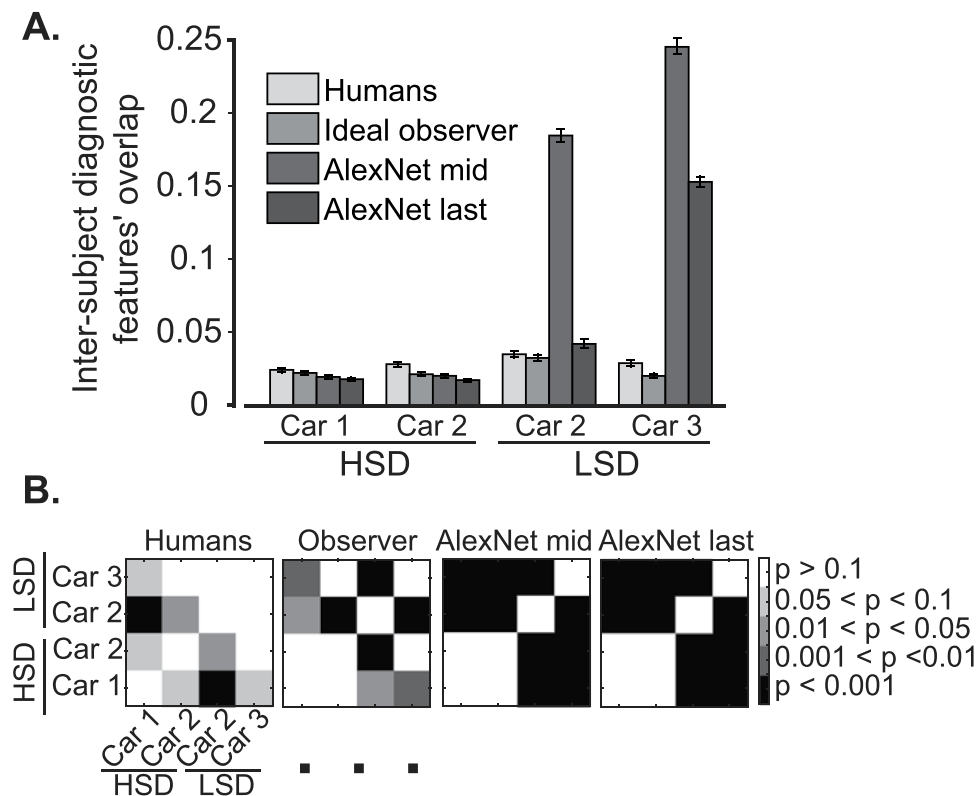 A.
Inter-subject diagnostic
features' overlap
0.25
0.2
0.15
0.1
0.05
0
Humans
Ideal observer
AlexNet mid
AlexNet last
Car 1 Car 2 Car 2 Car 3
HSD LSD
B.
Humans Observer AlexNet mid AlexNet last
LSD
HSD
Car 3
Car 2
Car 2
Car 1
p > 0.1
0.05 < p < 0.1
0.01 < p < 0.05
0.001 < p <0.01
p < 0.001
Car 1 Car 2 Car 2 Car 3
HSD LSD